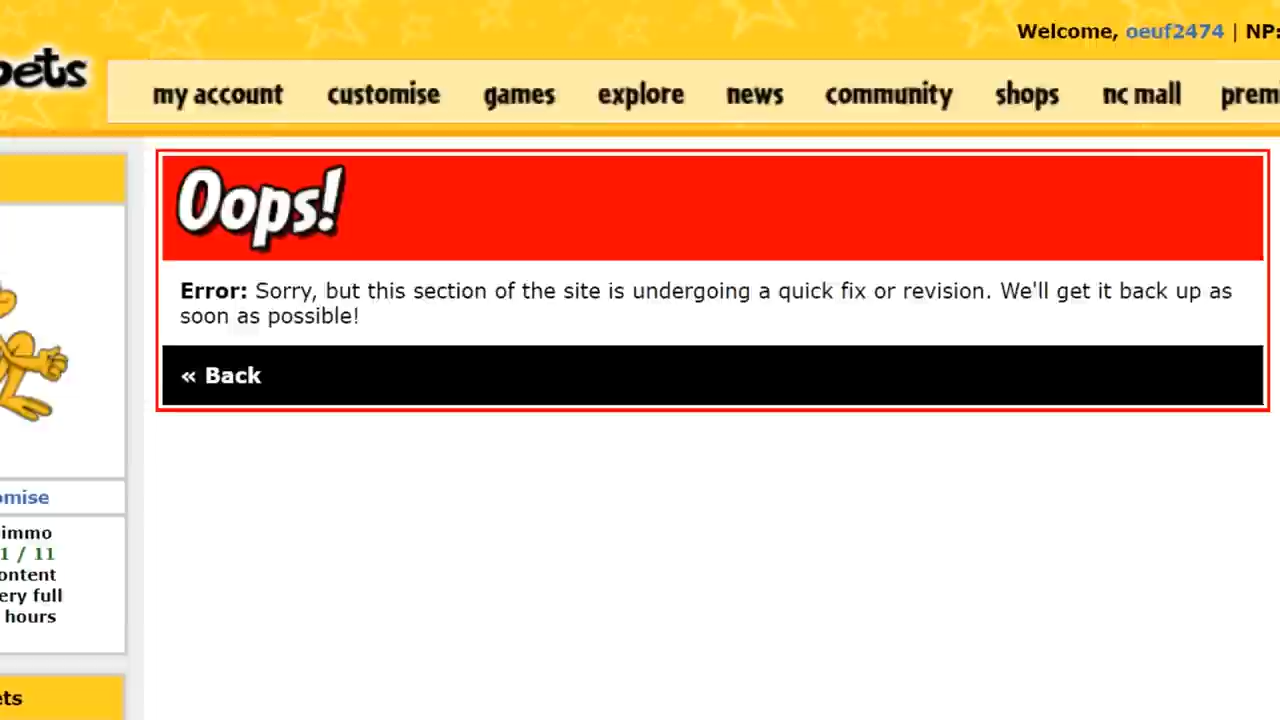 Welcome, oeuf2474 | NP:
pets
my account customise games explore news community shops nc mall premi
Oops!
Error: Sorry, but this section of the site is undergoing a quick fix or revision. We'll get it back up as
soon as possible!
« Back
omise
immo
1 / 11
ontent
ery full
hours
ets